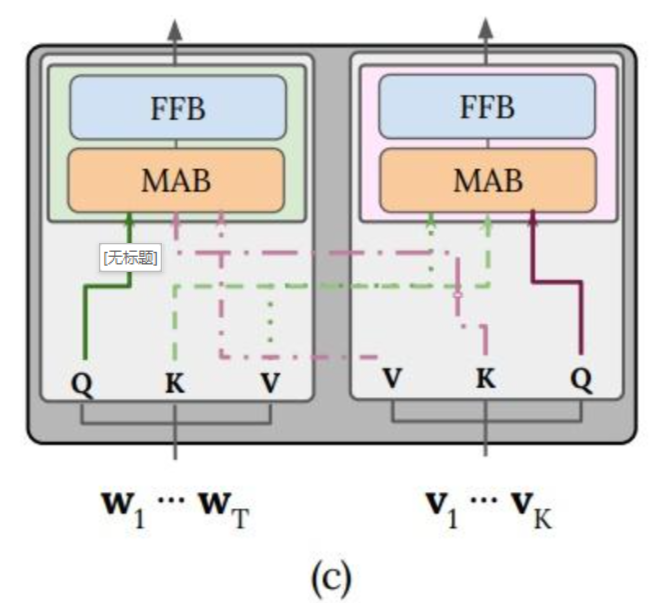 FFB FFB
MAB MAB
[无标题]
Q K V V K Q
w1 ··· wT v1 ··· vK
(c)